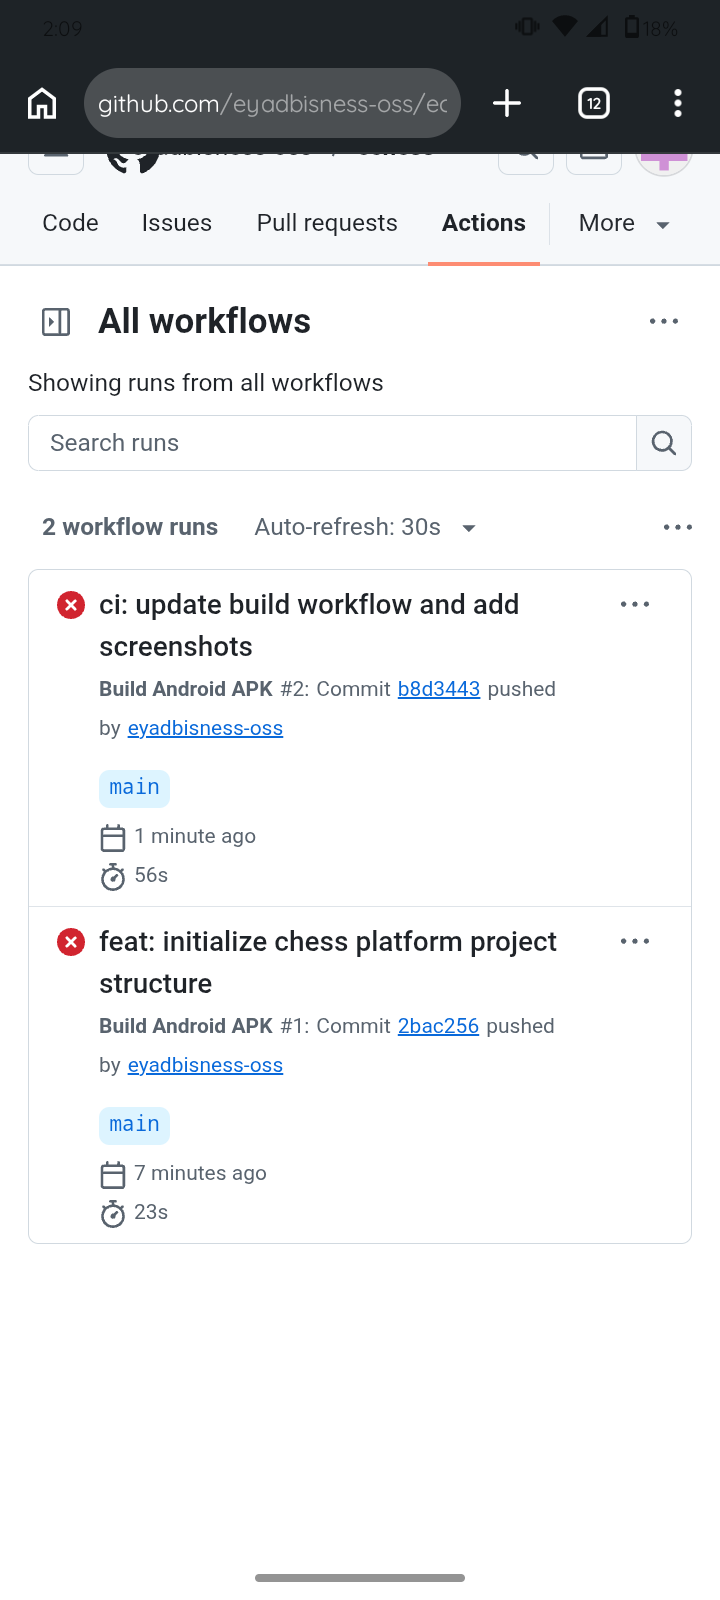 2:09
18%
github.com/eyadbisness-oss/ec
12
Code Issues Pull requests Actions More
All workflows
Showing runs from all workflows
Search runs
2 workflow runs Auto-refresh: 30s
ci: update build workflow and add
screenshots
Build Android APK #2: Commit b8d3443 pushed
by eyadbisness-oss
main
1 minute ago
56s
feat: initialize chess platform project
structure
Build Android APK #1: Commit 2bac256 pushed
by eyadbisness-oss
main
7 minutes ago
23s